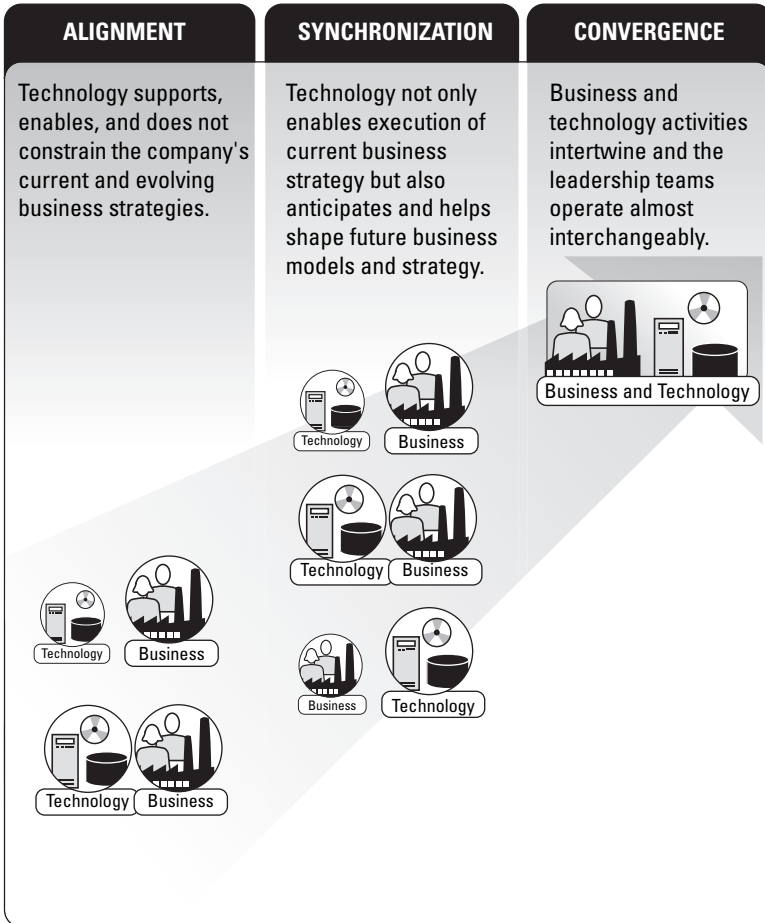 ALIGNMENT
Technology supports,
enables, and does not
constrain the company's
current and evolving
business strategies.
Technology
Business
Technology
Business
SYNCHRONIZATION
Technology not only
enables execution of
current business
strategy but also
anticipates and helps
shape future business
models and strategy.
Technology
Business
Technology
Business
Business
Technology
CONVERGENCE
Business and
technology activities
intertwine and the
leadership teams
operate almost
interchangeably.
Business and Technology